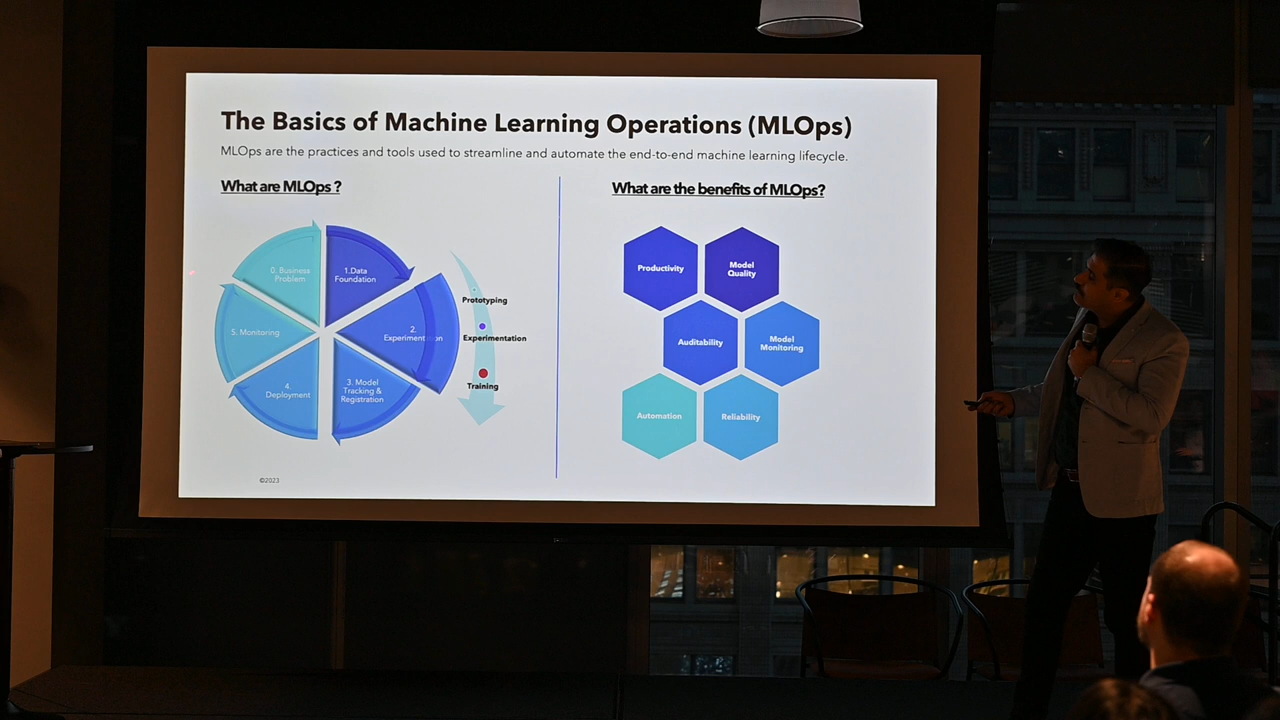 The Basics of Machine Learning Operations (MLOps)
MLOps are the practices and tools used to streamline and automate the end-to-end machine learning lifecycle.
What are MLOps ?
0. Business
Problem
1.Data
Foundation
2.
Experimentation
3. Model
Tracking &
Registration
4.
Deployment
5. Monitoring
Prototyping
Experimentation
Training
©2023
What are the benefits of MLOps?
Productivity
Model
Quality
Auditability
Model
Monitoring
Automation
Reliability